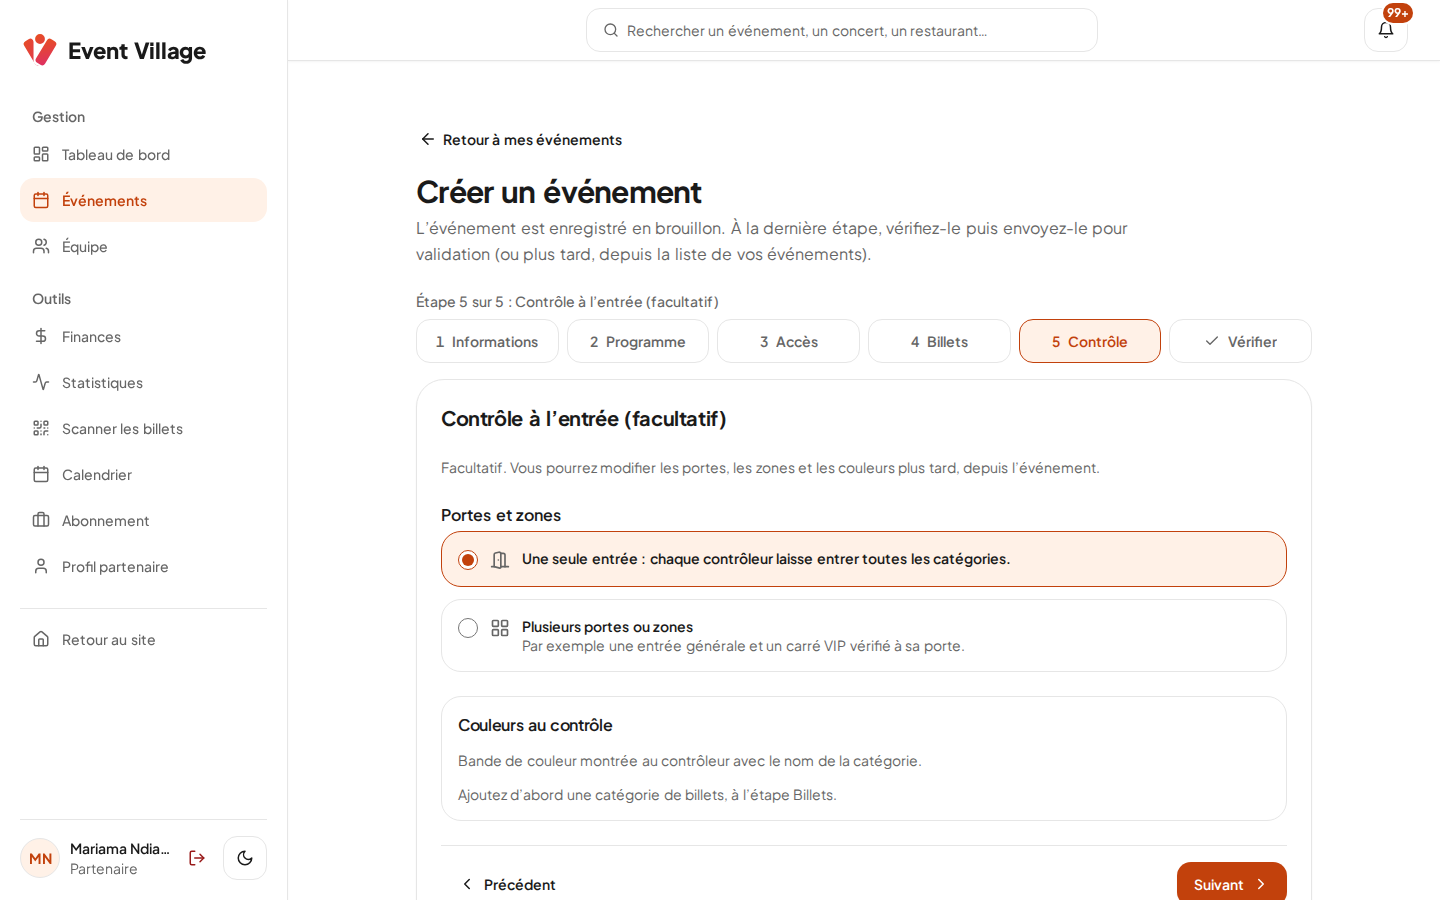 Event Village
Rechercher un événement, un concert, un restaurant...
99+
Gestion
Tableau de bord
Événements
Équipe
Outils
Finances
Statistiques
Scanner les billets
Calendrier
Abonnement
Profil partenaire
Retour au site
MN
Mariama Ndia...
Partenaire
Retour à mes événements
Créer un événement
L’événement est enregistré en brouillon. À la dernière étape, vérifiez-le puis envoyez-le pour
validation (ou plus tard, depuis la liste de vos événements).
Étape 5 sur 5 : Contrôle à l’entrée (facultatif)
1 Informations
2 Programme
3 Accès
4 Billets
5 Contrôle
Vérifier
Contrôle à l’entrée (facultatif)
Facultatif. Vous pourrez modifier les portes, les zones et les couleurs plus tard, depuis l’événement.
Portes et zones
Une seule entrée : chaque contrôleur laisse entrer toutes les catégories.
Plusieurs portes ou zones
Par exemple une entrée générale et un carré VIP vérifié à sa porte.
Couleurs au contrôle
Bande de couleur montrée au contrôleur avec le nom de la catégorie.
Ajoutez d’abord une catégorie de billets, à l’étape Billets.
Précédent
Suivant